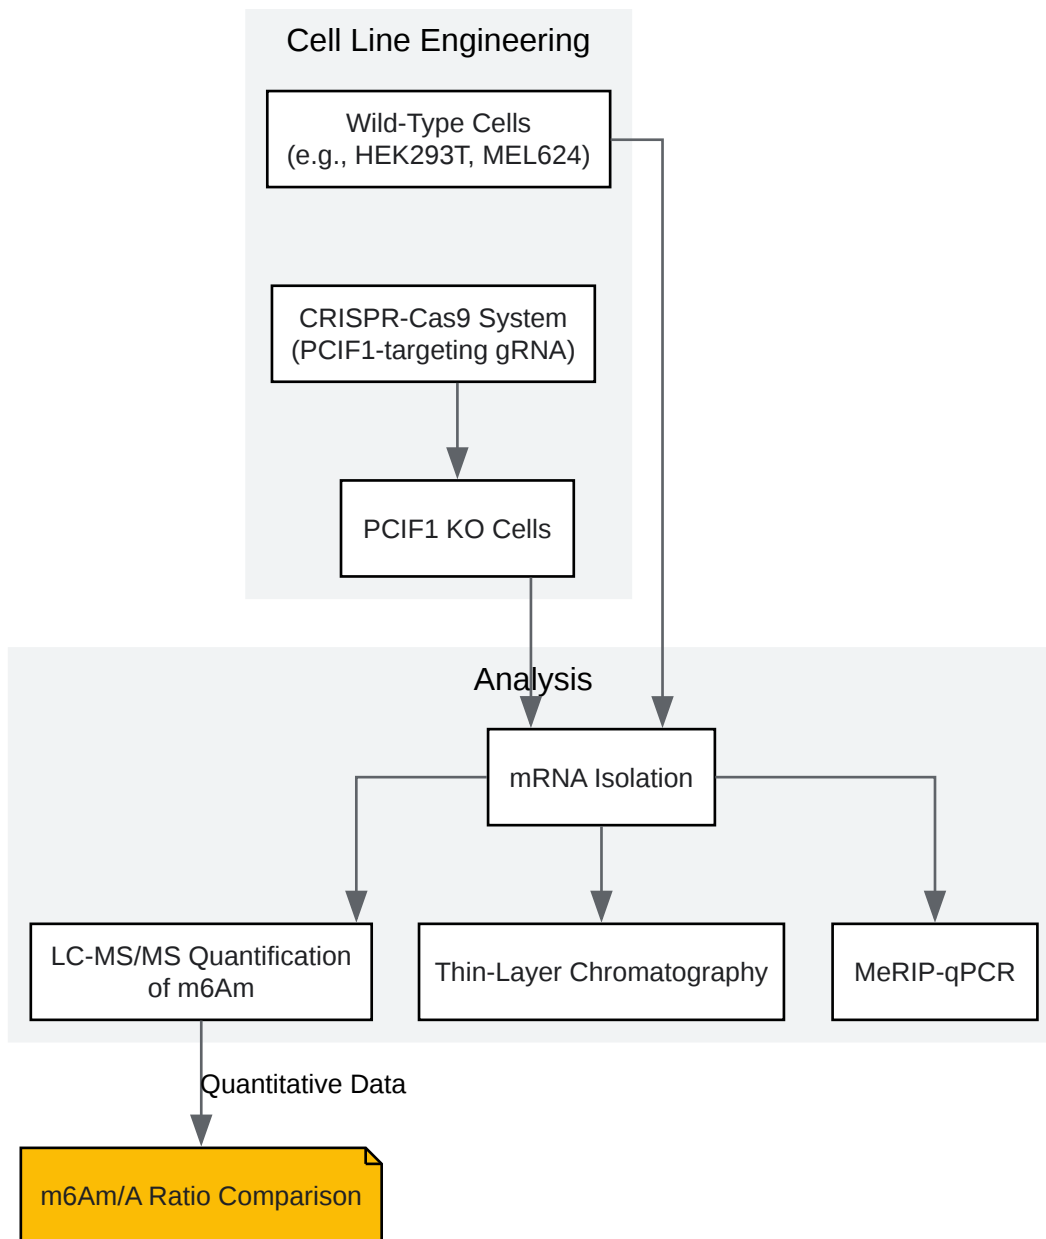 Cell Line Engineering
Wild-Type Cells
(e.g., HEK293T, MEL624)
CRISPR-Cas9 System
(PCIF1-targeting gRNA)
PCIF1 KO Cells
Analysis
mRNA Isolation
LC-MS/MS Quantification
of m6Am
Thin-Layer Chromatography
MeRIP-qPCR
Quantitative Data
m6Am/A Ratio Comparison